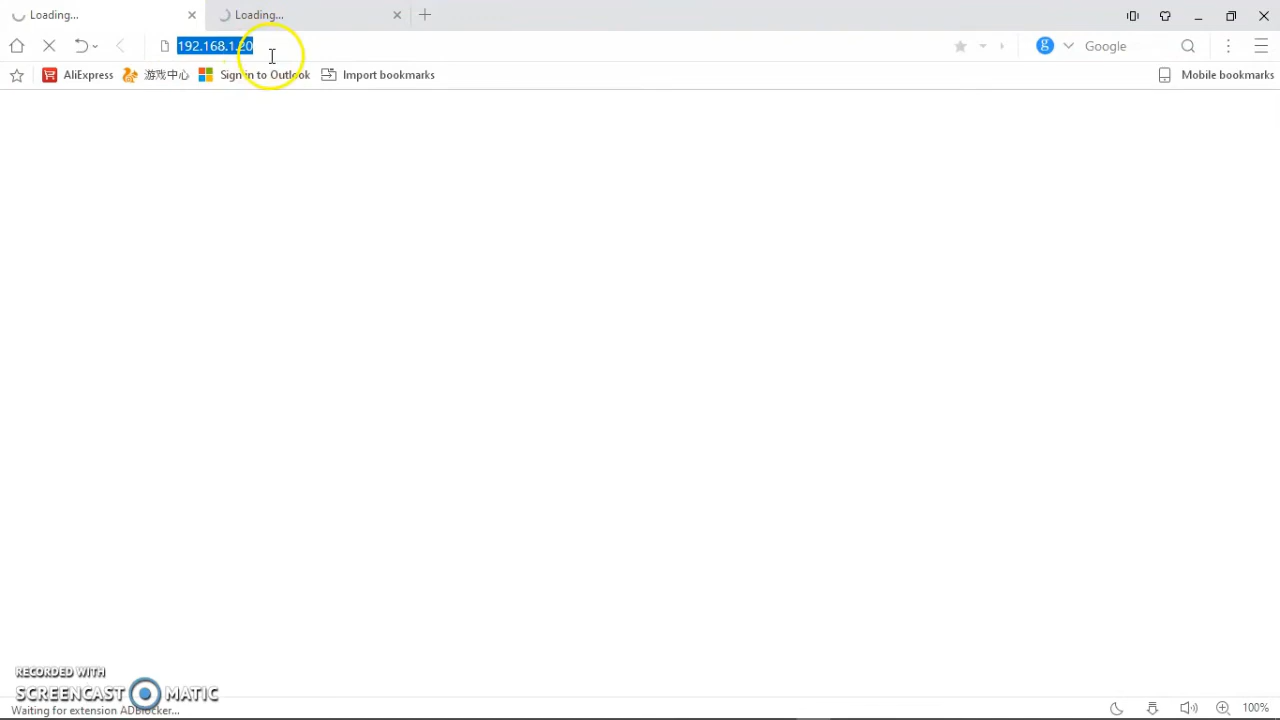 Loading...
Loading...
192.168.1.20
Google
AliExpress
游戏中心
Sign in to Outlook
Import bookmarks
Mobile bookmarks
RECORDED WITH
SCREENCAST MATIC
Waiting for extension ADBlocker...
100%